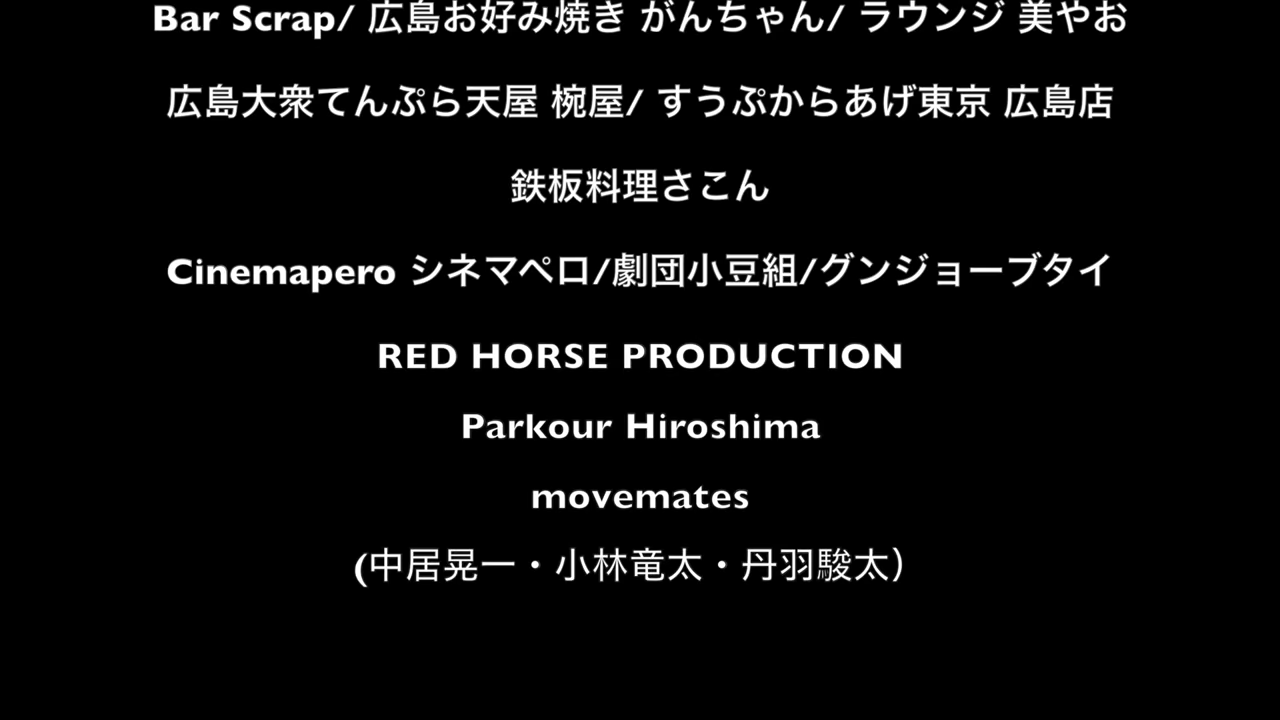 Bar Scrap/ 広島お好み焼き がんちゃん/ ラウンジ 美やお
広島大衆てんぷら天屋 椀屋/ すうぷからあげ東京 広島店
鉄板料理さこん
Cinemapero シネマペロ/劇団小豆組/グンジョーブタイ
RED HORSE PRODUCTION
Parkour Hiroshima
movemates
(中居晃一・小林竜太・丹羽駿太）